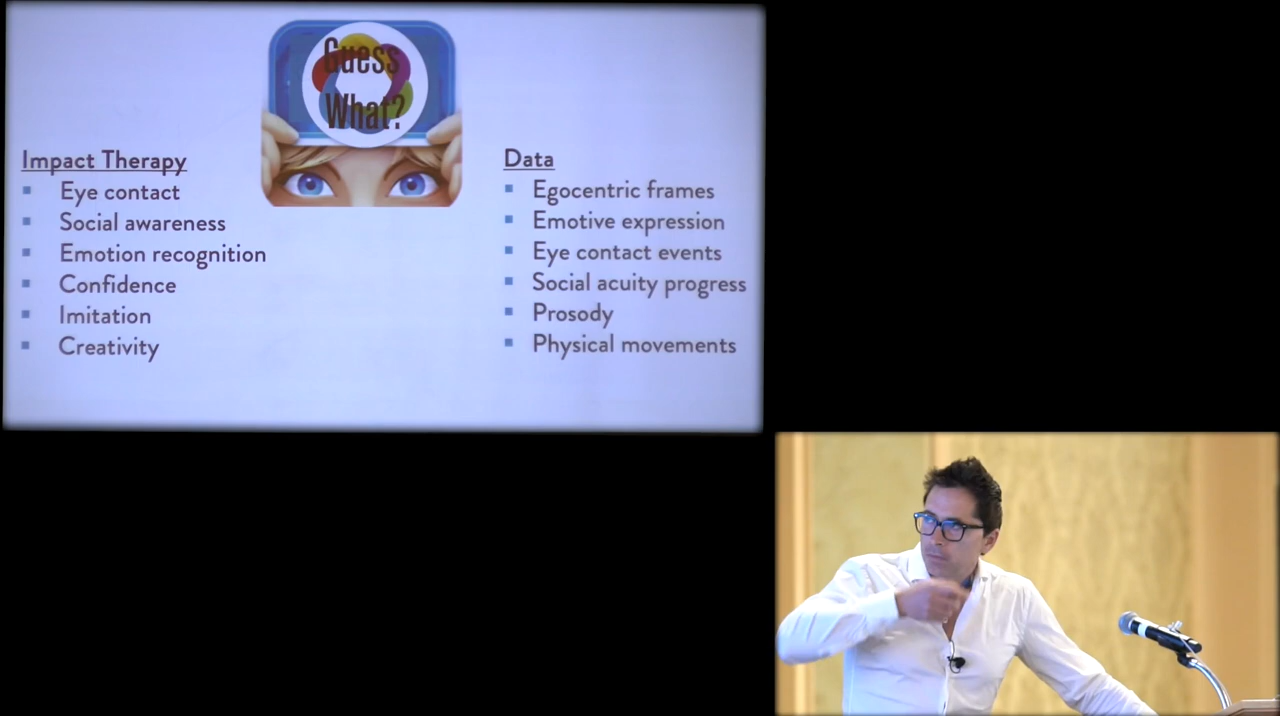 Guess
What?
Impact Therapy
Eye contact
Social awareness
Emotion recognition
Confidence
Imitation
Creativity
Data
Egocentric frames
Emotive expression
Eye contact events
Social acuity progress
Prosody
Physical movements